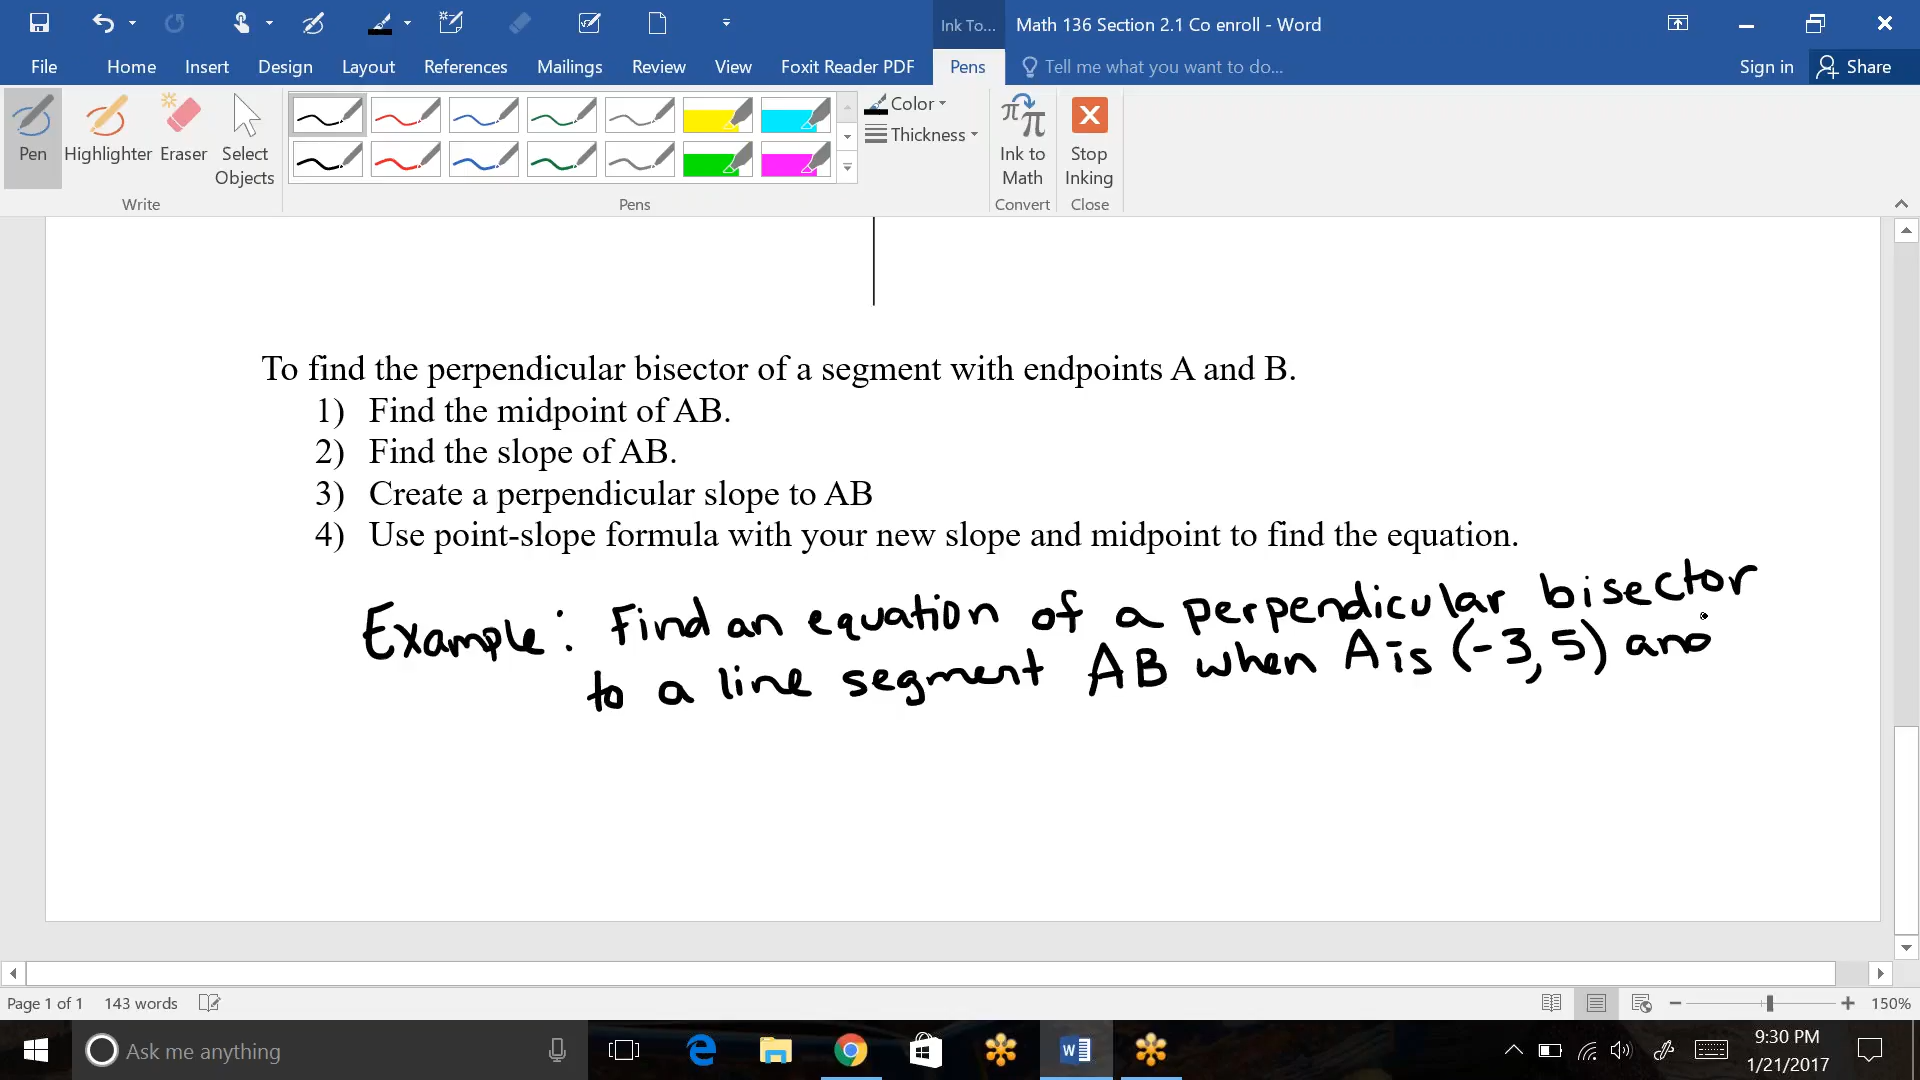 Ink To...
Math 136 Section 2.1 Co enroll - Word
File Home Insert Design Layout References Mailings Review View Foxit Reader PDF Pens Tell me what you want to do... Sign in Share
Pen Highlighter Eraser Select Objects
Color
Thickness
Ink to Math
Stop Inking
Write Pens Convert Close
To find the perpendicular bisector of a segment with endpoints A and B.
1) Find the midpoint of AB.
2) Find the slope of AB.
3) Create a perpendicular slope to AB
4) Use point-slope formula with your new slope and midpoint to find the equation.
Example: Find an equation of a perpendicular bisector
to a line segment AB when A is (-3, 5) and
Page 1 of 1 143 words 150%
Ask me anything
9:30 PM
1/21/2017